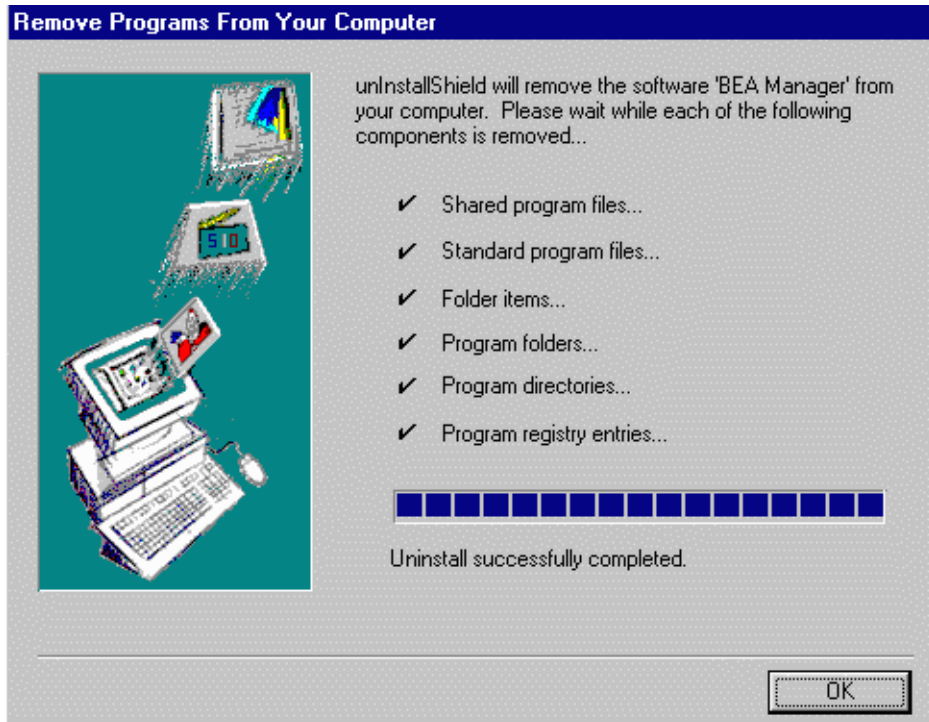 Remove Programs From Your Computer
unInstallShield will remove the software 'BEA Manager' from
your computer. Please wait while each of the following
components is removed...
✔ Shared program files...
✔ Standard program files...
✔ Folder items...
✔ Program folders...
✔ Program directories...
✔ Program registry entries...
510
Uninstall successfully completed.
OK